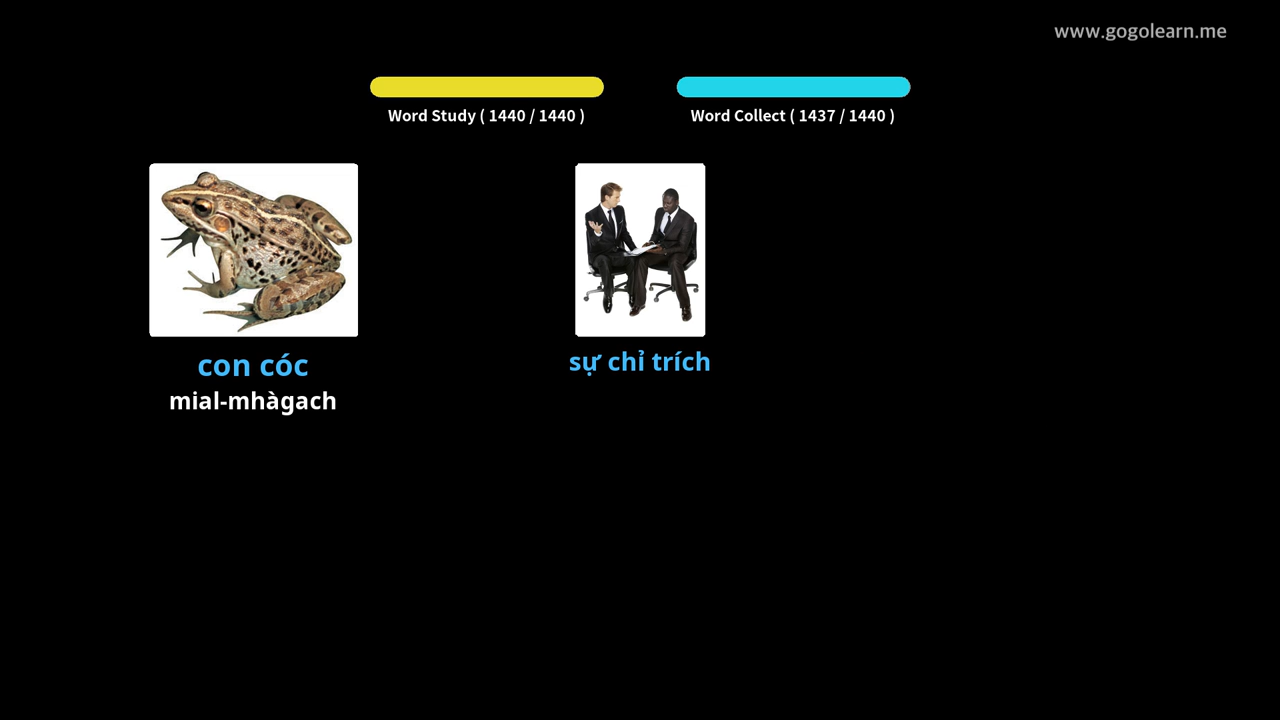 www.gogolearn.me
Word Study ( 1440 / 1440 )
Word Collect ( 1437 / 1440 )
con cóc
mial-mhàgach
sự chỉ trích